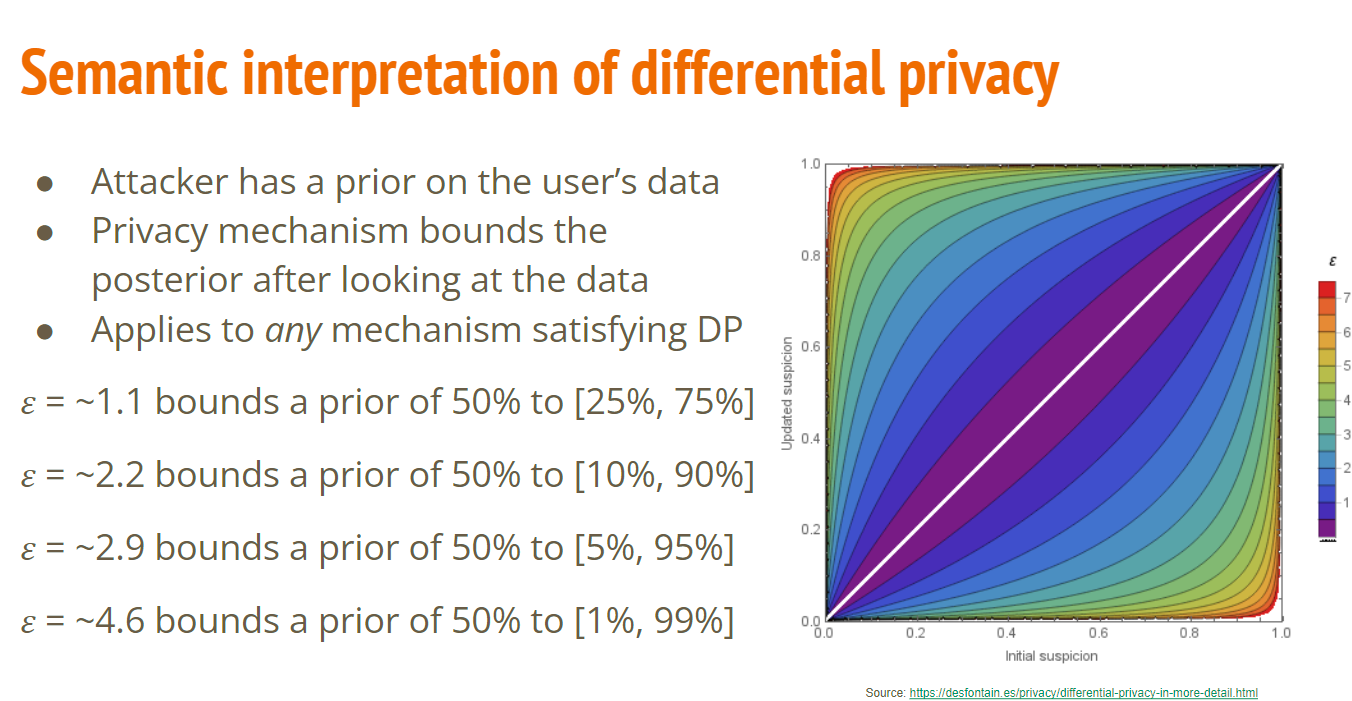 Semantic interpretation of differential privacy
● Attacker has a prior on the user's data
● Privacy mechanism bounds the
posterior after looking at the data
● Applies to any mechanism satisfying DP
ε = ~1.1 bounds a prior of 50% to [25%, 75%]
ε = ~2.2 bounds a prior of 50% to [10%, 90%]
ε = ~2.9 bounds a prior of 50% to [5%, 95%]
ε = ~4.6 bounds a prior of 50% to [1%, 99%]
1.0
0.8
0.6
0.4
0.2
0.0
Updated suspicion
0.0 0.2 0.4 0.6 0.8 1.0
Initial suspicion
ε
7
6
5
4
3
2
1
Source: https://desfontain.es/privacy/differential-privacy-in-more-detail.html